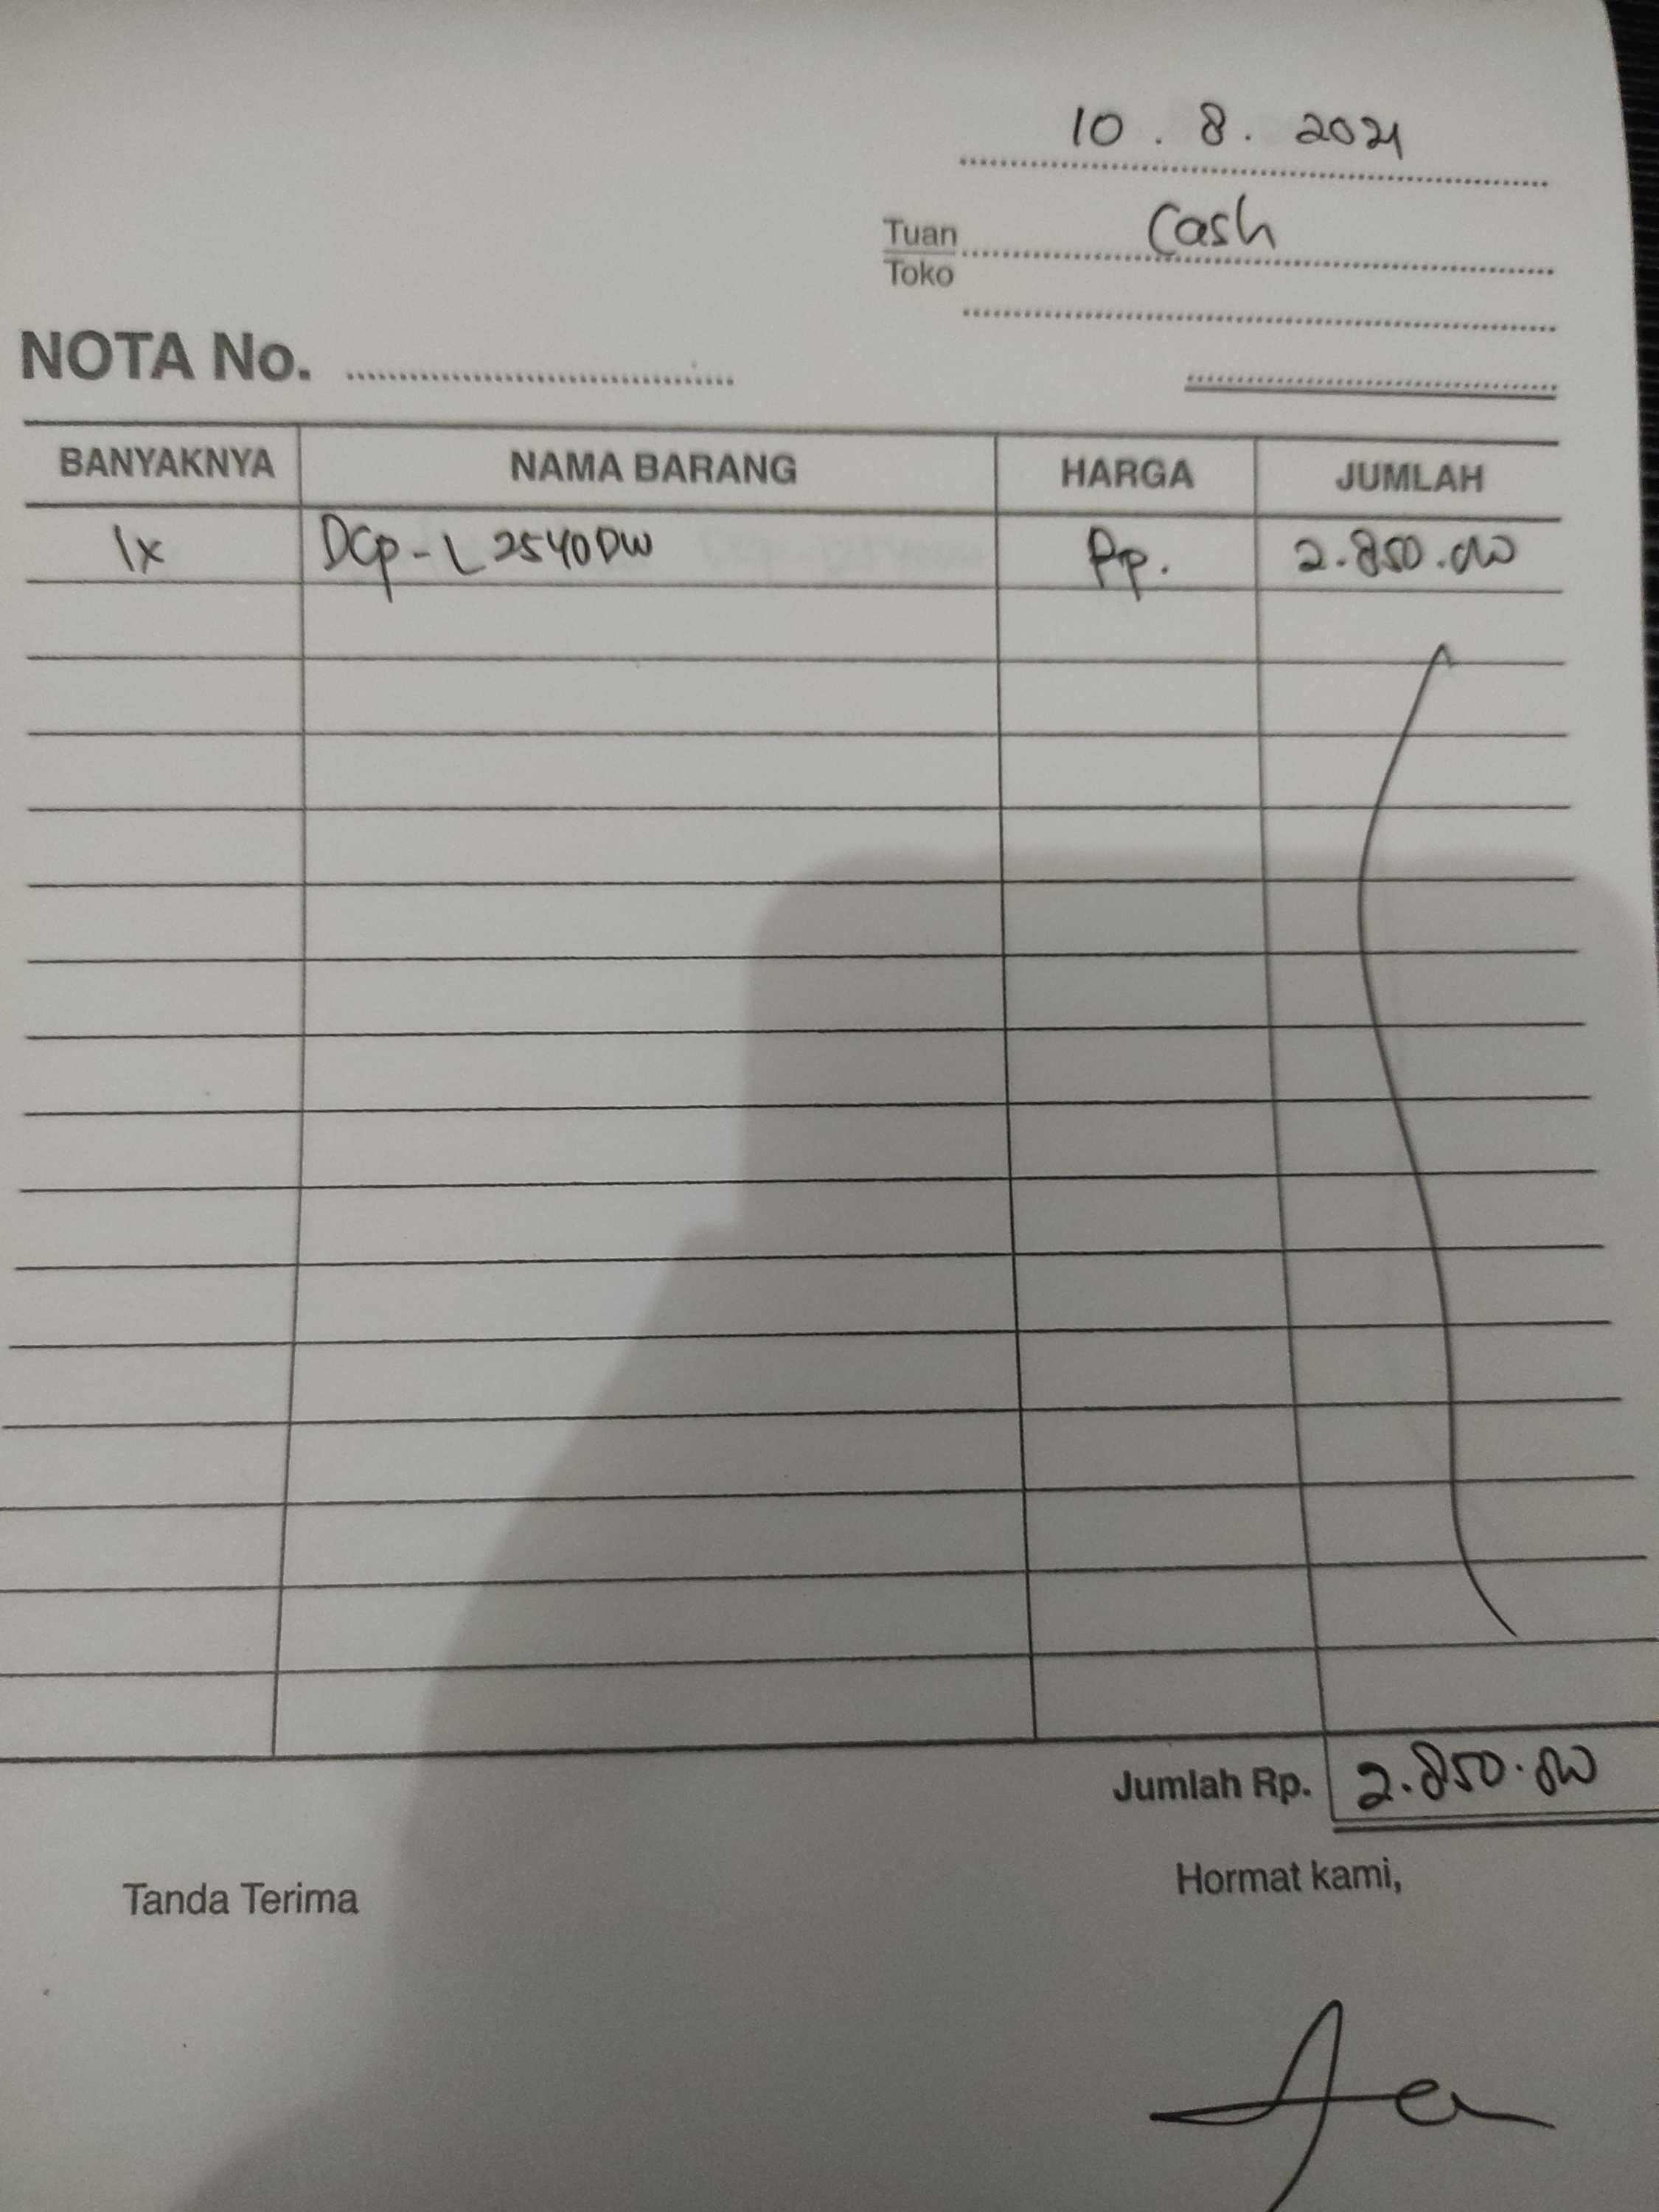 10 . 8 . 2021
Tuan Cash
Toko
NOTA No.
BANYAKNYA NAMA BARANG HARGA JUMLAH
1x DCp-L2540DW Rp. 2.850.000
Jumlah Rp. 2.850.000
Tanda Terima Hormat kami,